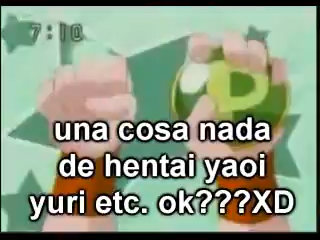 7:10
una cosa nada
de hentai yaoi
yuri etc. ok???XD